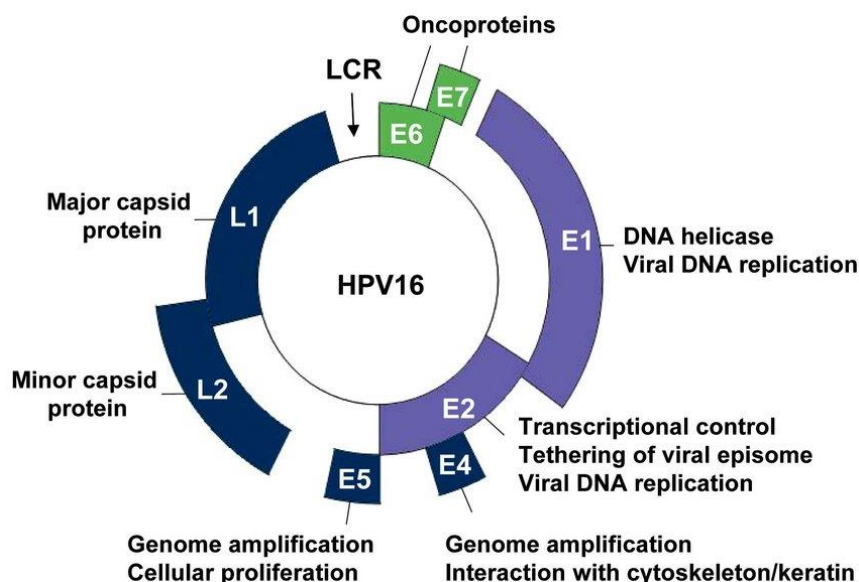 Oncoproteins
LCR
E7
E6
L1
Major capsid
protein
E1
DNA helicase
Viral DNA replication
HPV16
L2
Minor capsid
protein
E2
Transcriptional control
Tethering of viral episome
Viral DNA replication
E4
E5
Genome amplification
Cellular proliferation
Genome amplification
Interaction with cytoskeleton/keratin